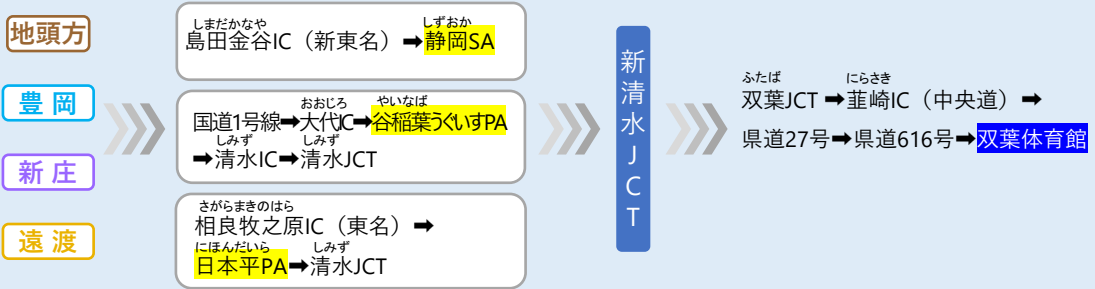 地頭方
豊岡
新庄
遠渡
しまだかなや しずおか
島田金谷IC（新東名）➡静岡SA
おおじろ やいなば
国道1号線➡大代IC➡谷稲葉うぐいすPA
しみず しみず
➡清水IC➡清水JCT
さがらまきのはら
相良牧之原IC（東名）➡
にほんだいら しみず
日本平PA➡清水JCT
新清水JCT
ふたば にらさき
双葉JCT➡韮崎IC（中央道）➡
県道27号➡県道616号➡双葉体育館